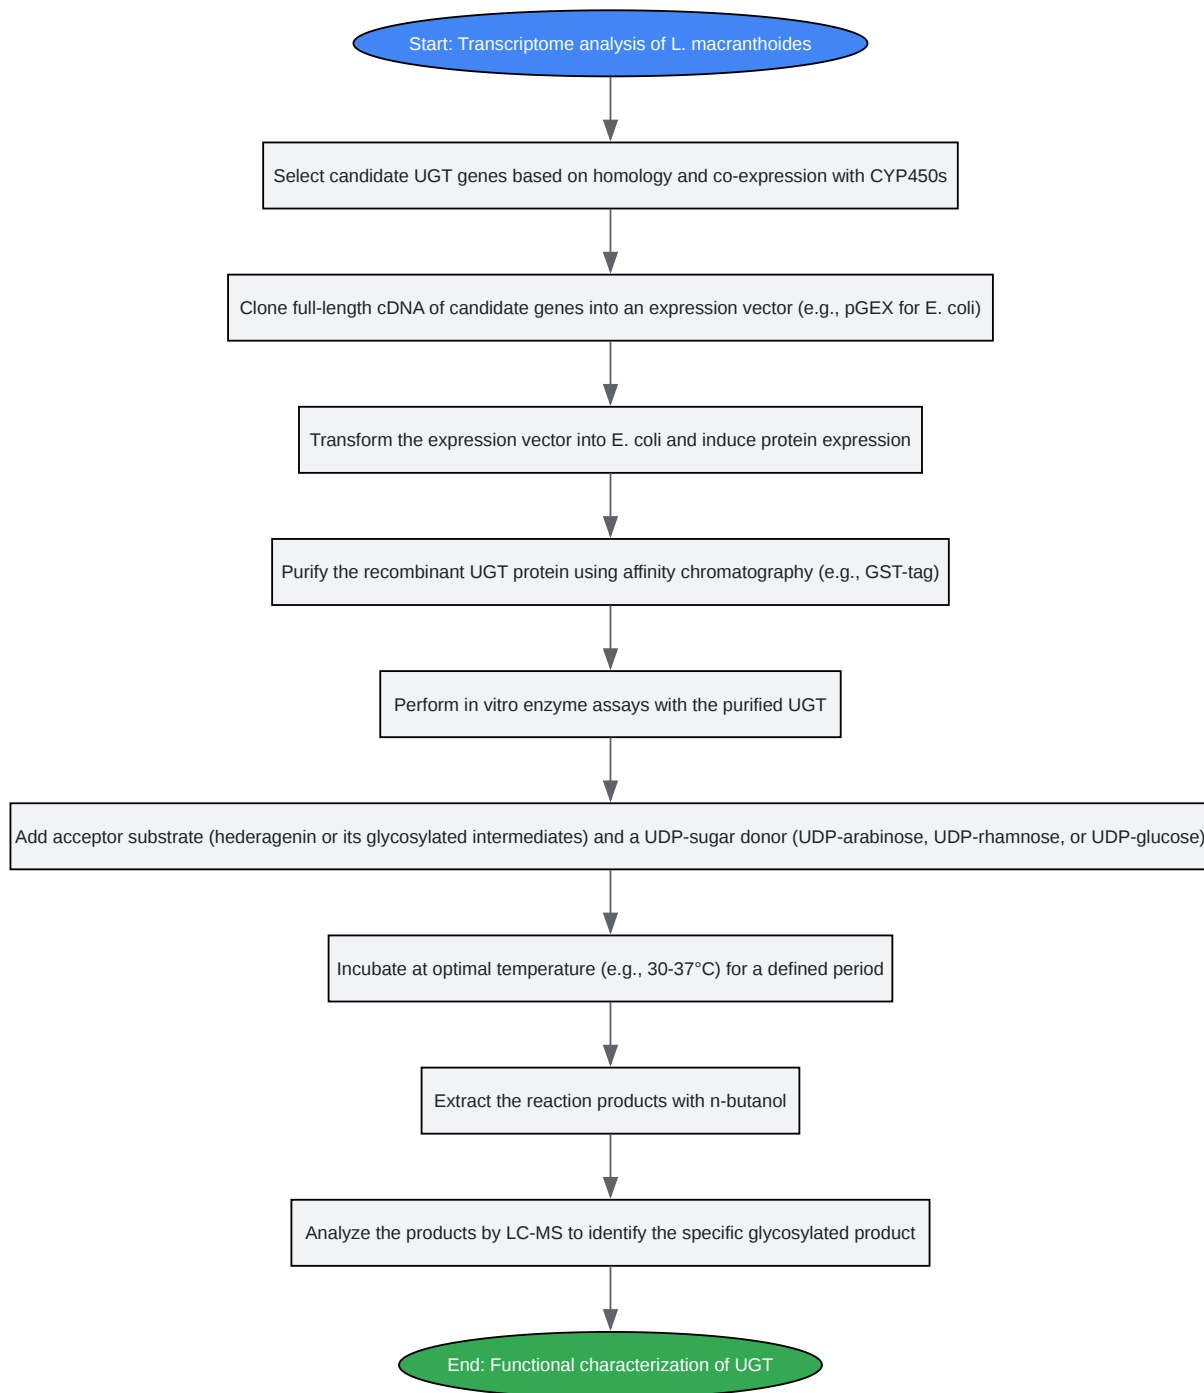 Start: Transcriptome analysis of L. macranthoides
Select candidate UGT genes based on homology and co-expression with CYP450s
Clone full-length cDNA of candidate genes into an expression vector (e.g., pGEX for E. coli)
Transform the expression vector into E. coli and induce protein expression
Purify the recombinant UGT protein using affinity chromatography (e.g., GST-tag)
Perform in vitro enzyme assays with the purified UGT
Add acceptor substrate (hederagenin or its glycosylated intermediates) and a UDP-sugar donor (UDP-arabinose, UDP-rhamnose, or UDP-glucose)
Incubate at optimal temperature (e.g., 30-37°C) for a defined period
Extract the reaction products with n-butanol
Analyze the products by LC-MS to identify the specific glycosylated product
End: Functional characterization of UGT